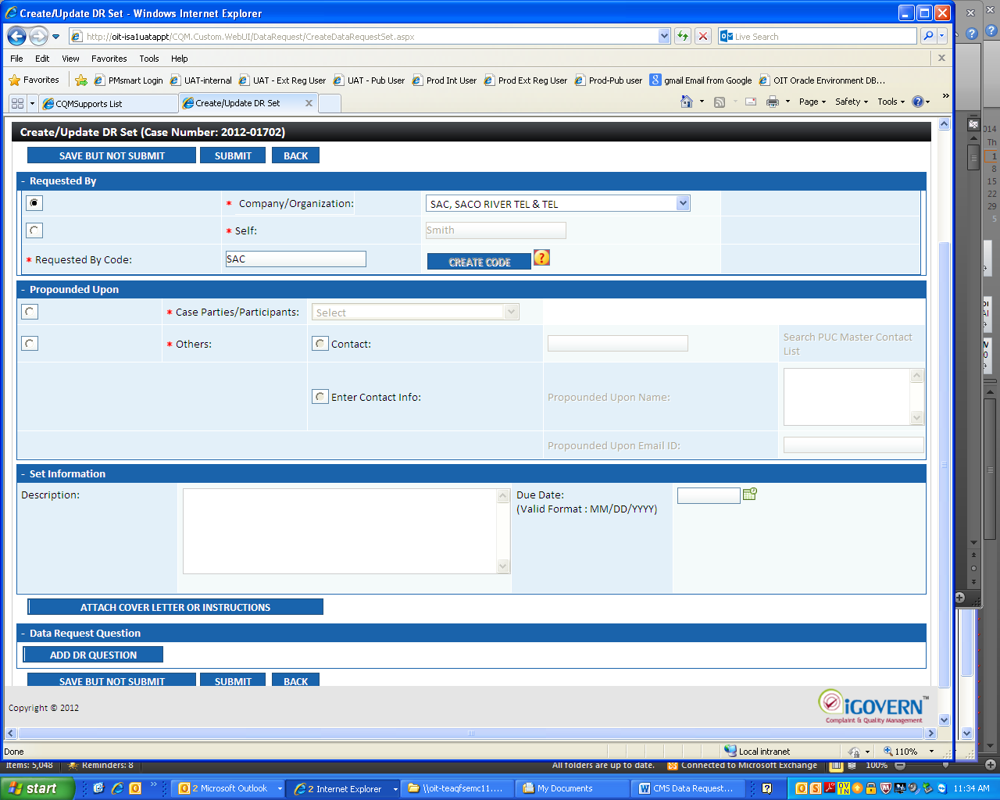 Create/Update DR Set - Windows Internet Explorer
http://oit-isa1uatappt/CQM.Custom.WebUI/DataRequest/CreateDataRequestSet.aspx
Live Search
File Edit View Favorites Tools Help
Favorites PMsmart Login UAT-internal UAT - Ext Reg User UAT - Pub User Prod Int User Prod Ext Reg User Prod-Pub user gmail Email from Google OIT Oracle Environment DB...
CQMSupports List Create/Update DR Set Page Safety Tools
Create/Update DR Set (Case Number: 2012-01702)
SAVE BUT NOT SUBMIT SUBMIT BACK
- Requested By
* Company/Organization: SAC, SACO RIVER TEL & TEL
* Self: Smith
* Requested By Code: SAC CREATE CODE ?
- Propounded Upon
* Case Parties/Participants: Select
* Others: Contact: Search PUC Master Contact List
Enter Contact Info: Propounded Upon Name:
Propounded Upon Email ID:
- Set Information
Description: Due Date:
(Valid Format : MM/DD/YYYY)
ATTACH COVER LETTER OR INSTRUCTIONS
- Data Request Question
ADD DR QUESTION
SAVE BUT NOT SUBMIT SUBMIT BACK
Copyright © 2012 iGOVERN™
Complaint & Quality Management
Done Local intranet 110%
Items: 5,048 Reminders: 8 All folders are up to date. Connected to Microsoft Exchange 100%
start 2 Microsoft Outlook 2 Internet Explorer \\oit-teaqfsemc11.... My Documents CMS Data Request... 11:34 AM
014
Th
1
8
15
22
29
5